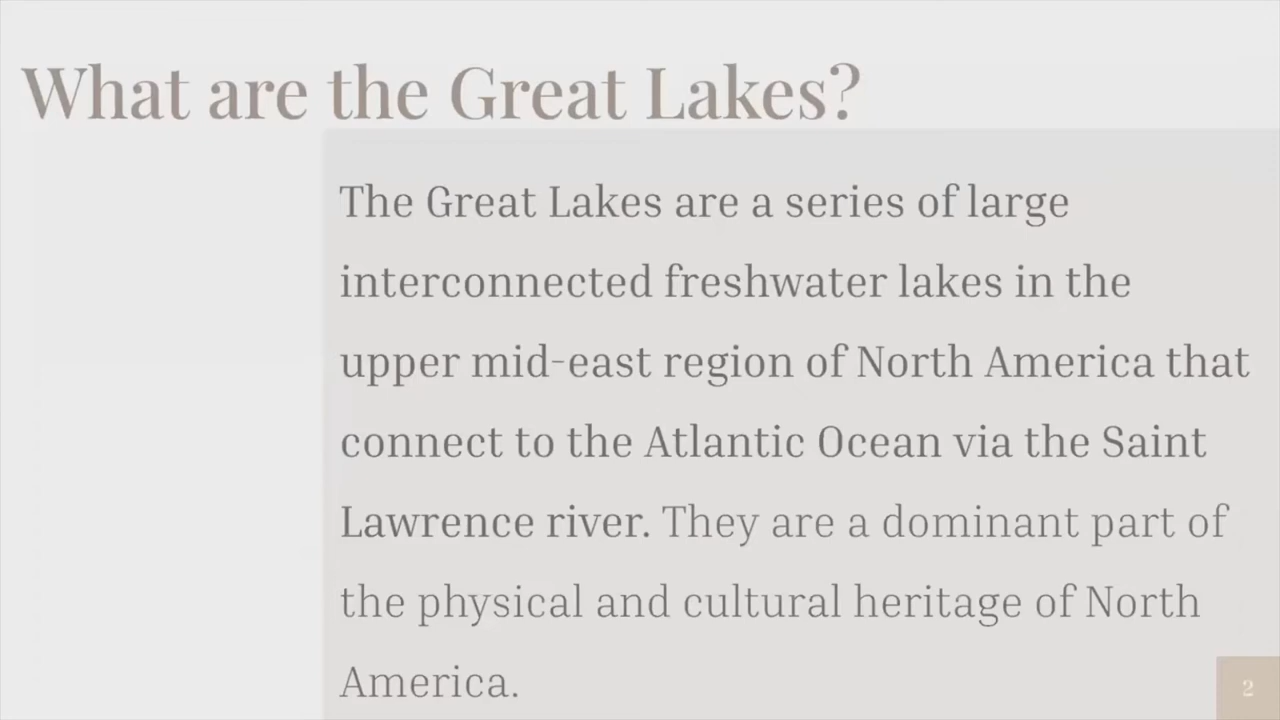 What are the Great Lakes?
The Great Lakes are a series of large
interconnected freshwater lakes in the
upper mid-east region of North America that
connect to the Atlantic Ocean via the Saint
Lawrence river. They are a dominant part of
the physical and cultural heritage of North
America.
2